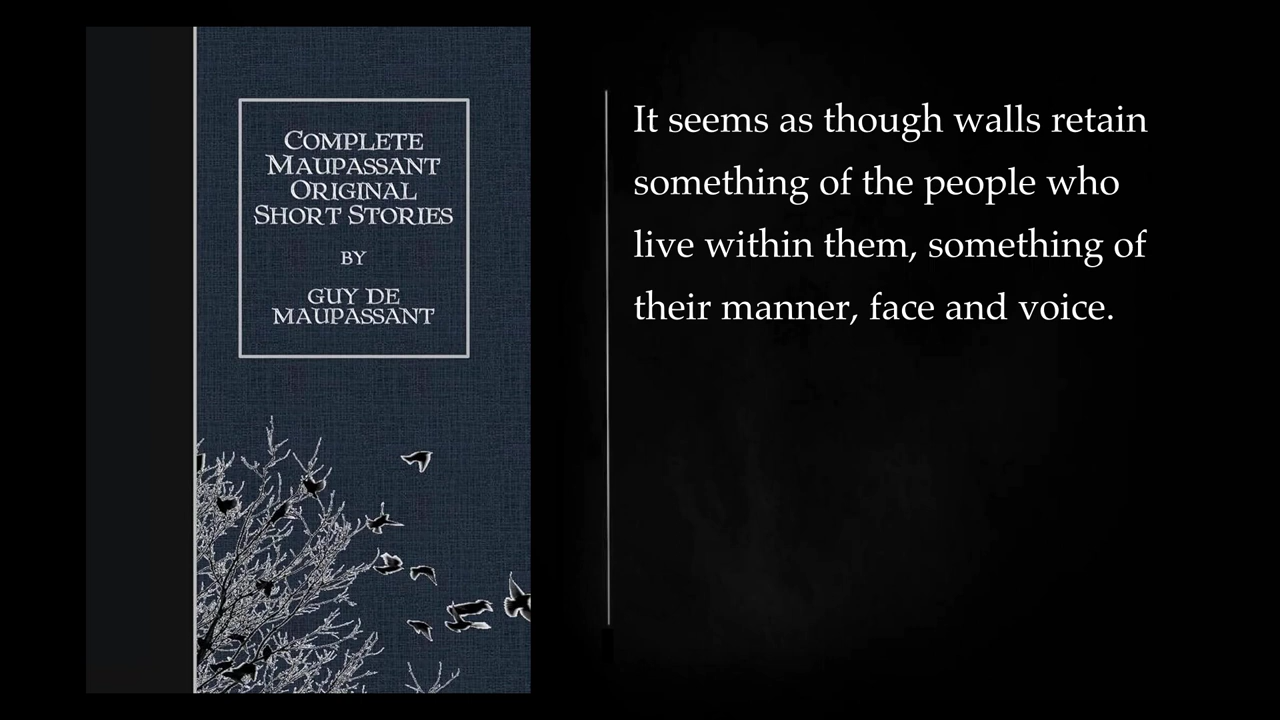 COMPLETE
MAUPASSANT
ORIGINAL
SHORT STORIES
BY
GUY DE
MAUPASSANT
It seems as though walls retain
something of the people who
live within them, something of
their manner, face and voice.